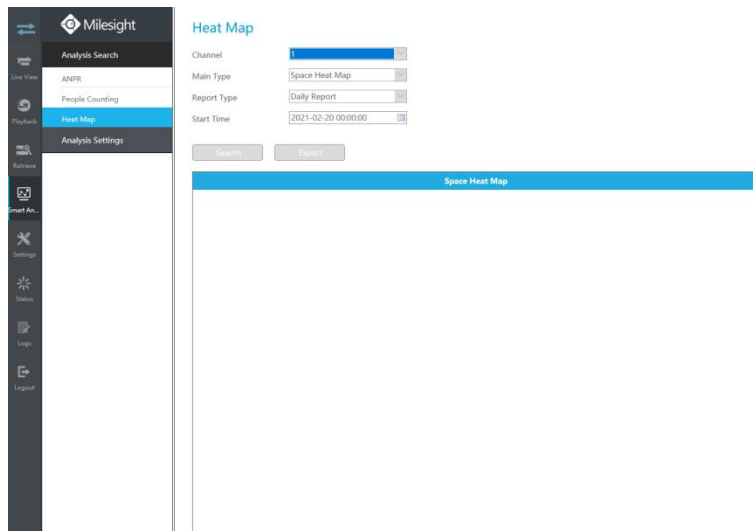 Milesight
Live View
Playback
Retrieve
Smart An...
Settings
Status
Logs
Logout
Analysis Search
ANPR
People Counting
Heat Map
Analysis Settings
Heat Map
Channel 1
Main Type Space Heat Map
Report Type Daily Report
Start Time 2021-02-20 00:00:00
Search Export
Space Heat Map